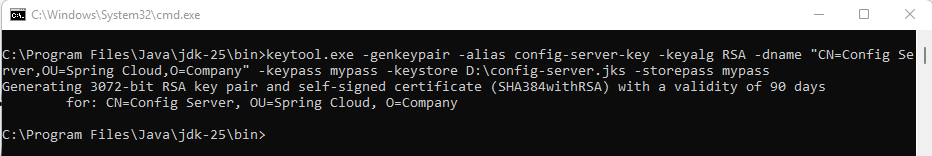 C:\Windows\System32\cmd.exe
C:\Program Files\Java\jdk-25\bin>keytool.exe -genkeypair -alias config-server-key -keyalg RSA -dname "CN=Config Se
rver,OU=Spring Cloud,O=Company" -keypass mypass -keystore D:\config-server.jks -storepass mypass
Generating 3072-bit RSA key pair and self-signed certificate (SHA384withRSA) with a validity of 90 days
        for: CN=Config Server, OU=Spring Cloud, O=Company
C:\Program Files\Java\jdk-25\bin>